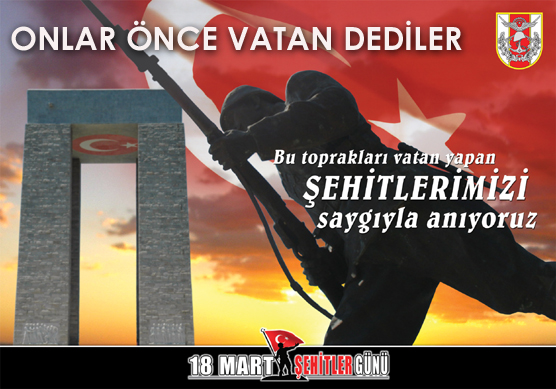 ONLAR ÖNCE VATAN DEDİLER
Bu toprakları vatan yapan
ŞEHİTLERİMİZİ
saygıyla anıyoruz
18 MART ŞEHİTLER GÜNÜ